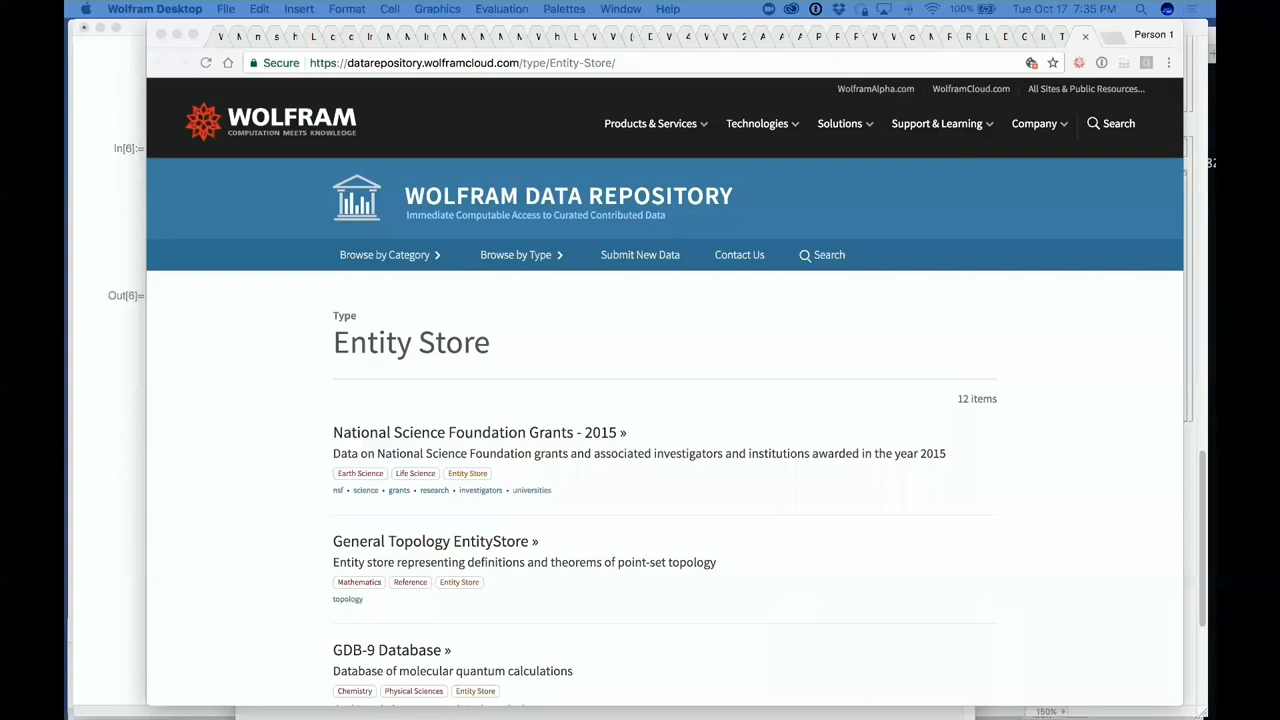 Wolfram Desktop File Edit Insert Format Cell Graphics Evaluation Palettes Window Help 100% Tue Oct 17 7:35 PM
Person 1
Secure https://datarepository.wolframcloud.com/type/Entity-Store/
WolframAlpha.com WolframCloud.com All Sites & Public Resources...
WOLFRAM
COMPUTATION MEETS KNOWLEDGE
Products & Services Technologies Solutions Support & Learning Company Search
In[6]:=
WOLFRAM DATA REPOSITORY
Immediate Computable Access to Curated Contributed Data
Browse by Category Browse by Type Submit New Data Contact Us Search
Out[6]=
Type
Entity Store
12 items
National Science Foundation Grants - 2015 »
Data on National Science Foundation grants and associated investigators and institutions awarded in the year 2015
Earth Science Life Science Entity Store
nsf • science • grants • research • investigators • universities
General Topology EntityStore »
Entity store representing definitions and theorems of point-set topology
Mathematics Reference Entity Store
topology
GDB-9 Database »
Database of molecular quantum calculations
Chemistry Physical Sciences Entity Store
150%